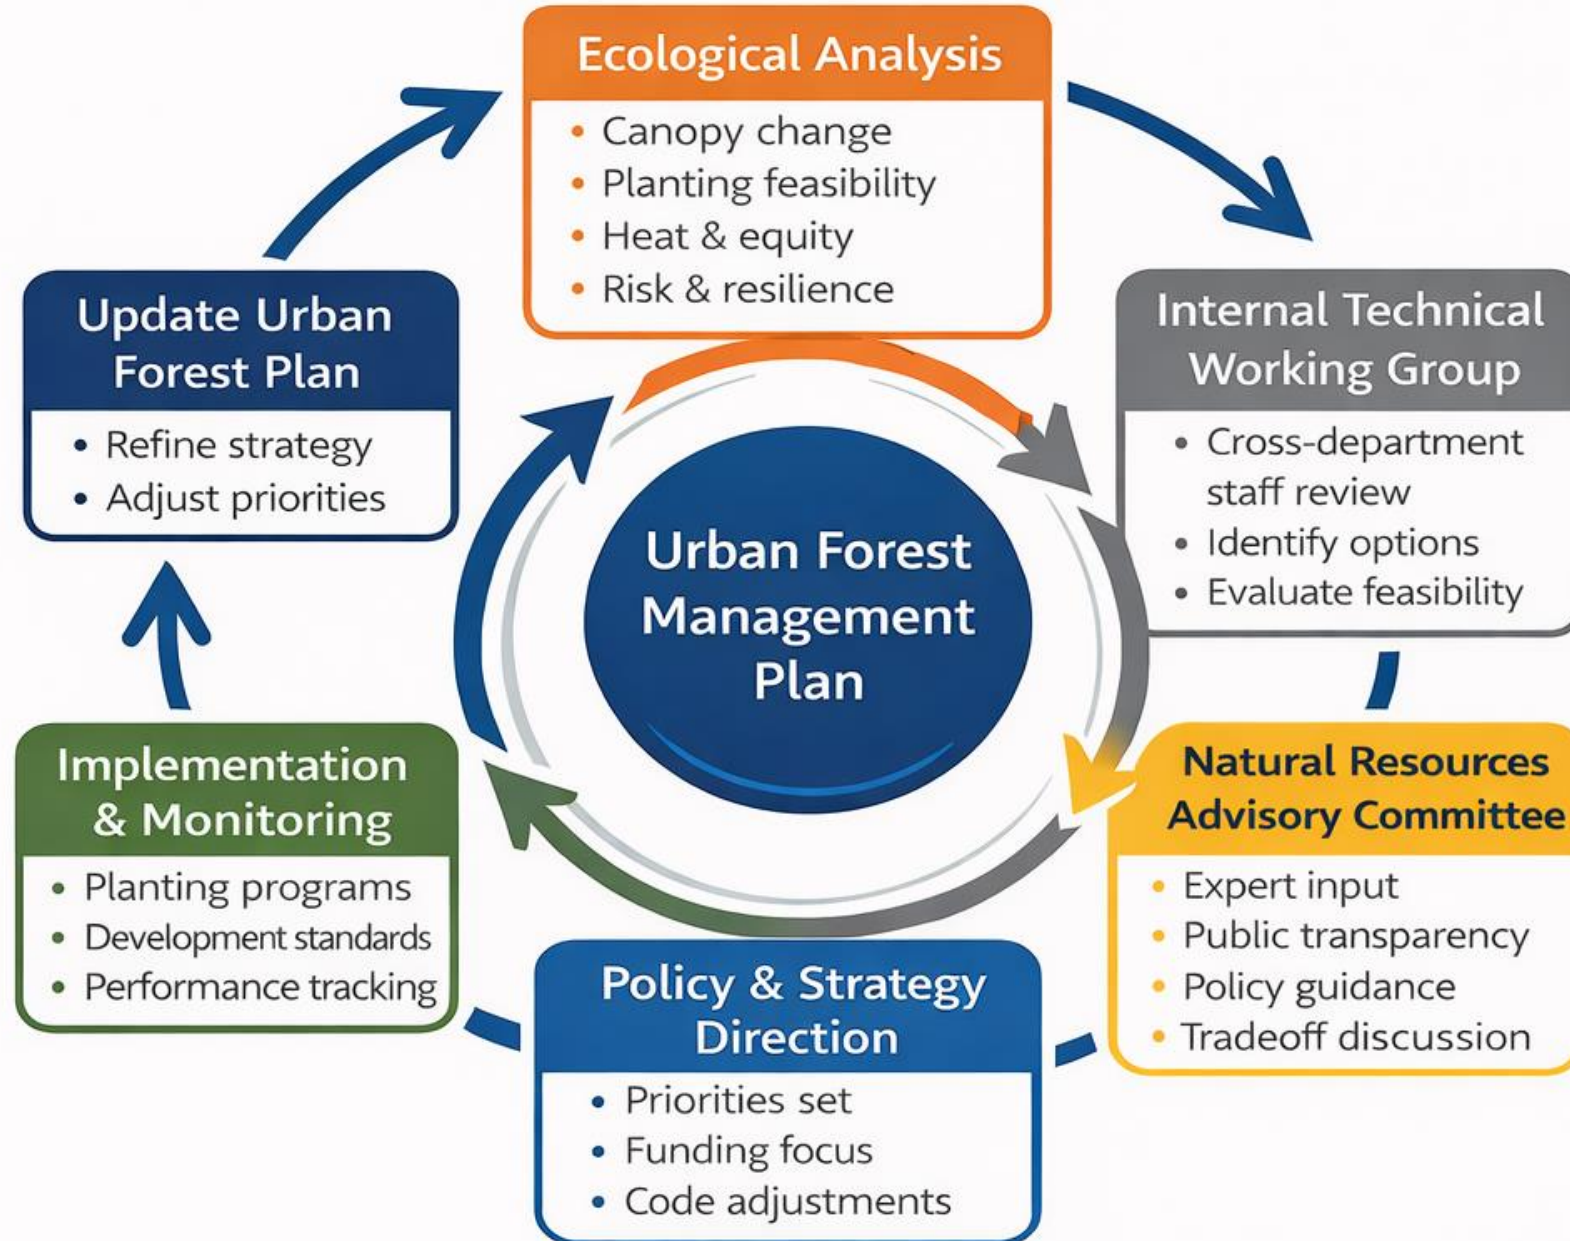 Ecological Analysis
• Canopy change
• Planting feasibility
• Heat & equity
• Risk & resilience
Internal Technical
Working Group
• Cross-department
staff review
• Identify options
• Evaluate feasibility
Natural Resources
Advisory Committee
• Expert input
• Public transparency
• Policy guidance
• Tradeoff discussion
Policy & Strategy
Direction
• Priorities set
• Funding focus
• Code adjustments
Implementation
& Monitoring
• Planting programs
• Development standards
• Performance tracking
Update Urban
Forest Plan
• Refine strategy
• Adjust priorities
Urban Forest
Management
Plan